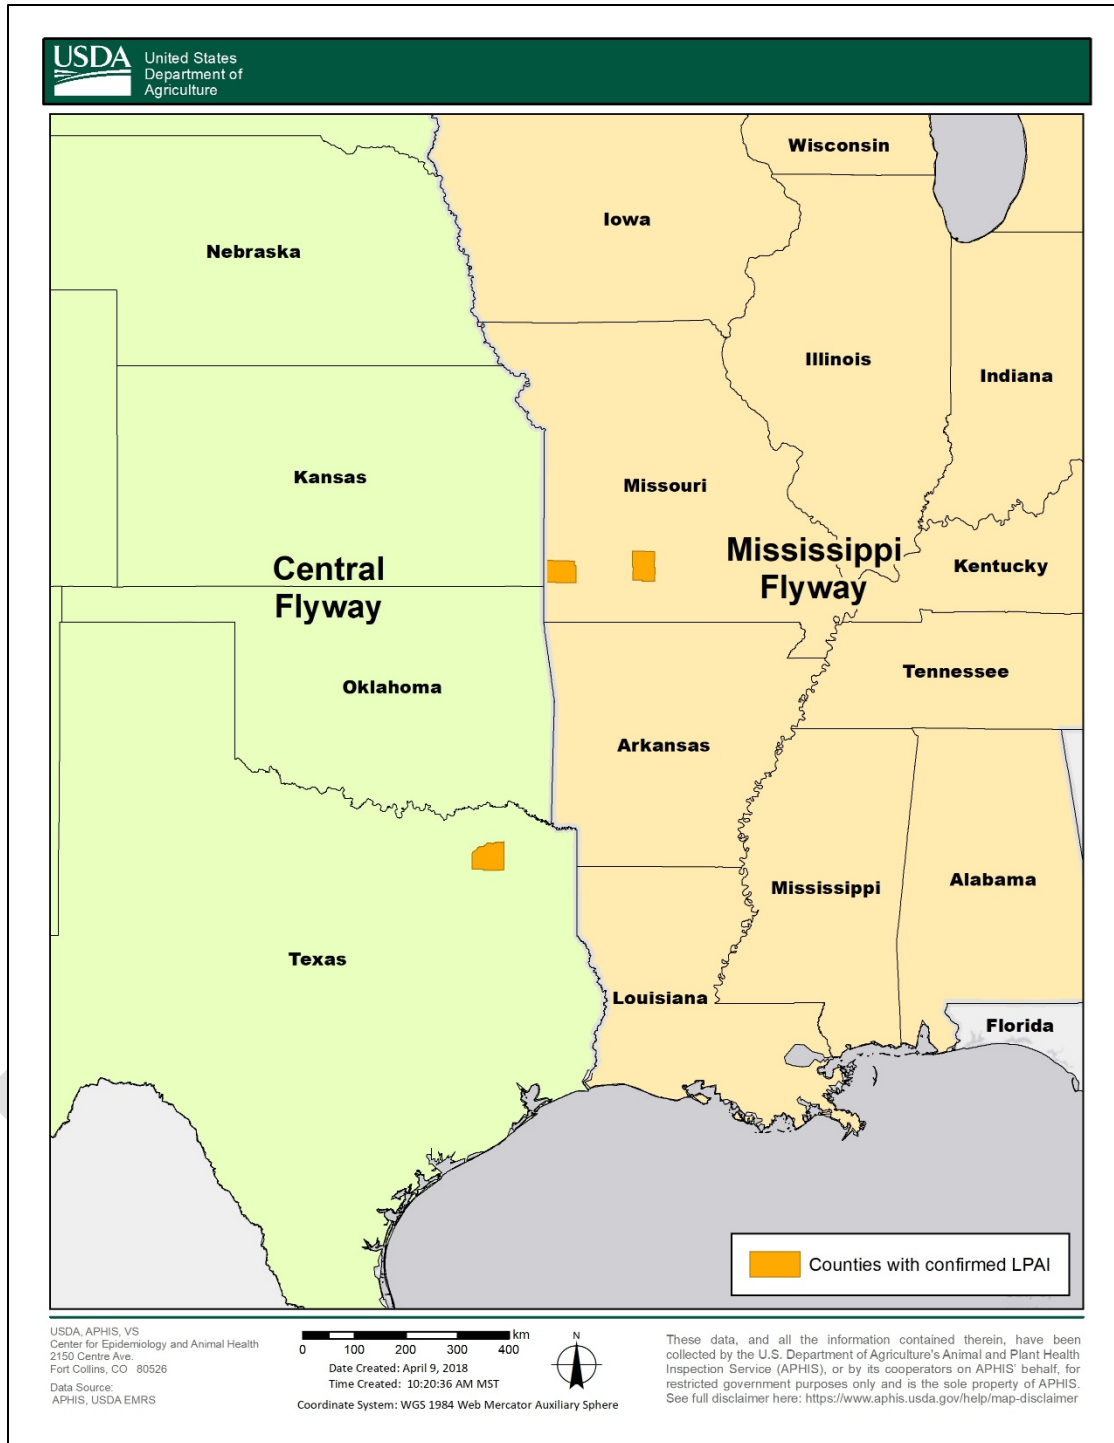 USDA
United States
Department of
Agriculture
Wisconsin
Iowa
Nebraska
Illinois
Indiana
Kansas
Missouri
Mississippi
Flyway
Central
Flyway
Kentucky
Tennessee
Oklahoma
Arkansas
Mississippi
Alabama
Texas
Louisiana
Florida
Counties with confirmed LPAI
USDA, APHIS, VS
Center for Epidemiology and Animal Health
2150 Centre Ave.
Fort Collins, CO 80526
Data Source:
APHIS, USDA EMRS
km
0 100 200 300 400
Date Created: April 9, 2018
Time Created: 10:20:36 AM MST
Coordinate System: WGS 1984 Web Mercator Auxiliary Sphere
N
These data, and all the information contained therein, have been
collected by the U.S. Department of Agriculture's Animal and Plant Health
Inspection Service (APHIS), or by its cooperators on APHIS' behalf, for
restricted government purposes only and is the sole property of APHIS.
See full disclaimer here: https://www.aphis.usda.gov/help/map-disclaimer